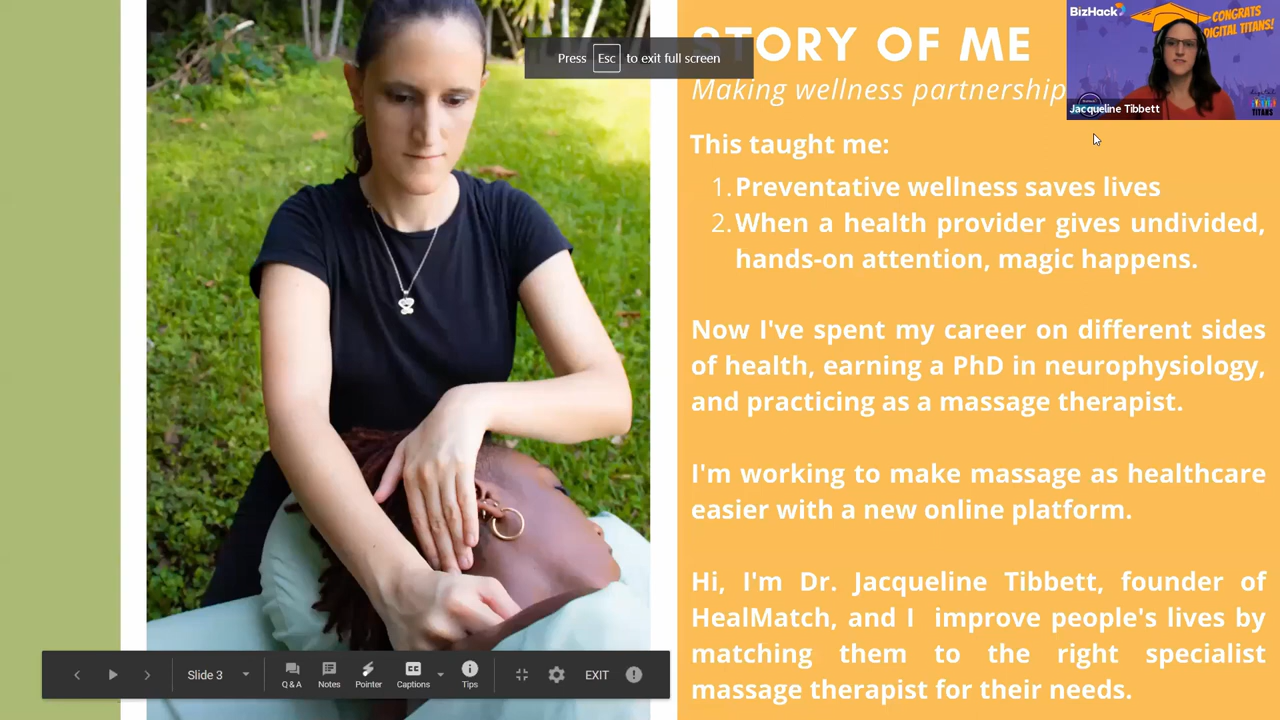 STORY OF ME
Making wellness partnership
This taught me:
1. Preventative wellness saves lives
2. When a health provider gives undivided,
hands-on attention, magic happens.
Now I've spent my career on different sides
of health, earning a PhD in neurophysiology,
and practicing as a massage therapist.
I'm working to make massage as healthcare
easier with a new online platform.
Hi, I'm Dr. Jacqueline Tibbett, founder of
HealMatch, and I improve people's lives by
matching them to the right specialist
massage therapist for their needs.
Press Esc to exit full screen
BizHack
CONGRATS
DIGITAL TITANS!
Jacqueline Tibbett
TITANS
Slide 3
Q & A
Notes
Pointer
CC
Captions
Tips
EXIT